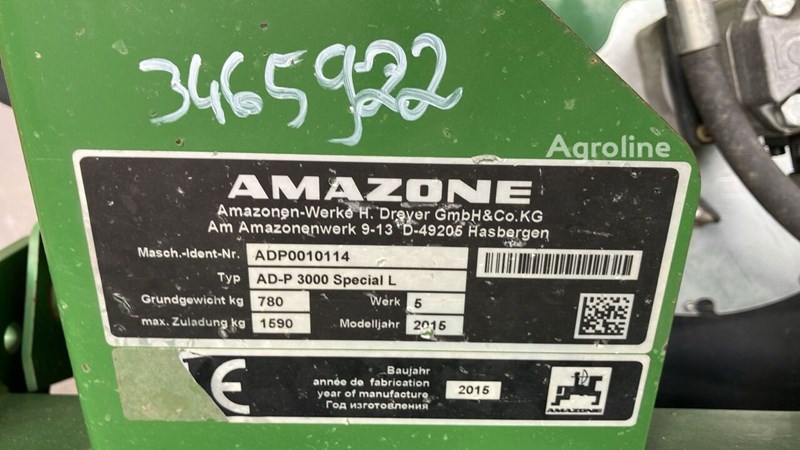 3465922
Agroline
AMAZONE
Amazonen-Werke H. Dreyer GmbH&Co.KG
Am Amazonenwerk 9-13 D-49205 Hasbergen
Masch.-Ident-Nr. ADP0010114
Typ AD-P 3000 Special L
Grundgewicht kg 780 Werk 5
max. Zuladung kg 1590 Modelljahr 2015
CE
Baujahr
année de fabrication
year of manufacture
Год изготовления
2015
AMAZONE